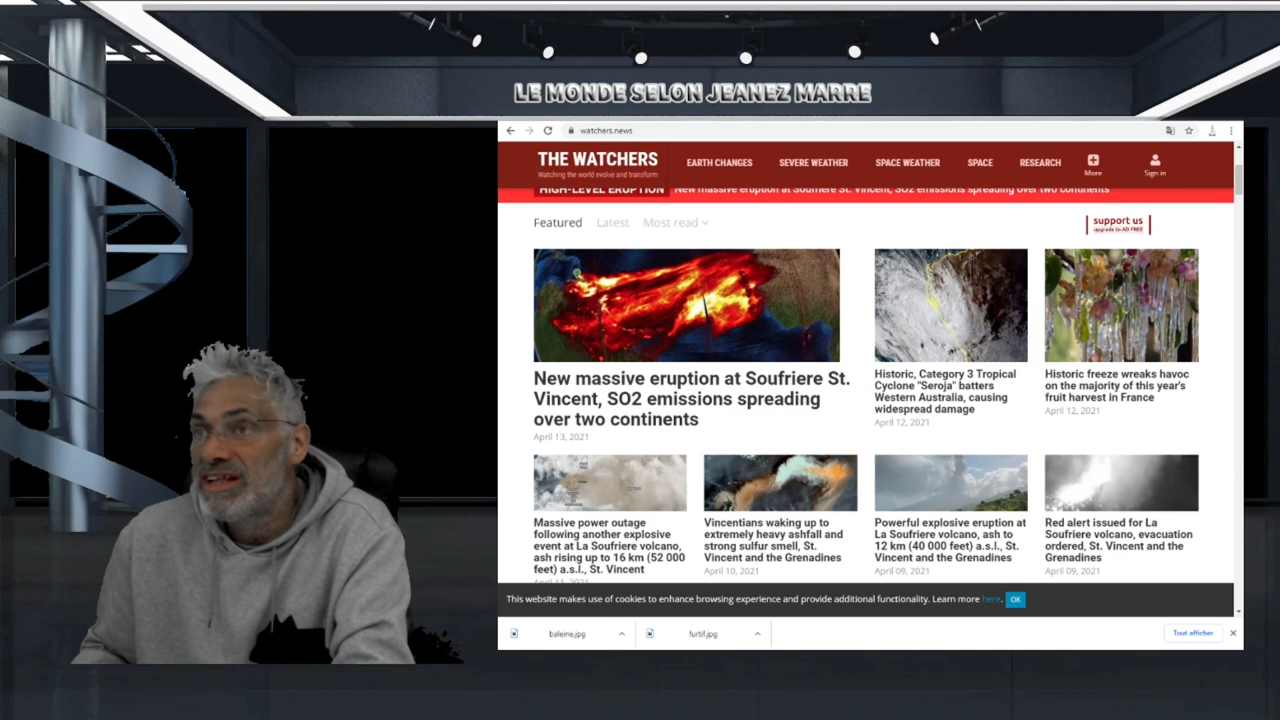 LE MONDE SELON JEANEZ MARRE
watchers.news
THE WATCHERS
Watching the world evolve and transform
EARTH CHANGES
SEVERE WEATHER
SPACE WEATHER
SPACE
RESEARCH
More
Sign in
HIGH-LEVEL ERUPTION
New massive eruption at Soufriere St. Vincent, SO2 emissions spreading over two continents
Featured
Latest
Most read
support us
upgrade to AD FREE
New massive eruption at Soufriere St.
Vincent, SO2 emissions spreading
over two continents
April 13, 2021
Historic, Category 3 Tropical
Cyclone "Seroja" batters
Western Australia, causing
widespread damage
April 12, 2021
Historic freeze wreaks havoc
on the majority of this year's
fruit harvest in France
April 12, 2021
Massive power outage
following another explosive
event at La Soufriere volcano,
ash rising up to 16 km (52 000
feet) a.s.l., St. Vincent
April 11, 2021
Vincentians waking up to
extremely heavy ashfall and
strong sulfur smell, St.
Vincent and the Grenadines
April 10, 2021
Powerful explosive eruption at
La Soufriere volcano, ash to
12 km (40 000 feet) a.s.l., St.
Vincent and the Grenadines
April 09, 2021
Red alert issued for La
Soufriere volcano, evacuation
ordered, St. Vincent and the
Grenadines
April 09, 2021
This website makes use of cookies to enhance browsing experience and provide additional functionality. Learn more here. OK
baleine.jpg
furtif.jpg
Tout afficher